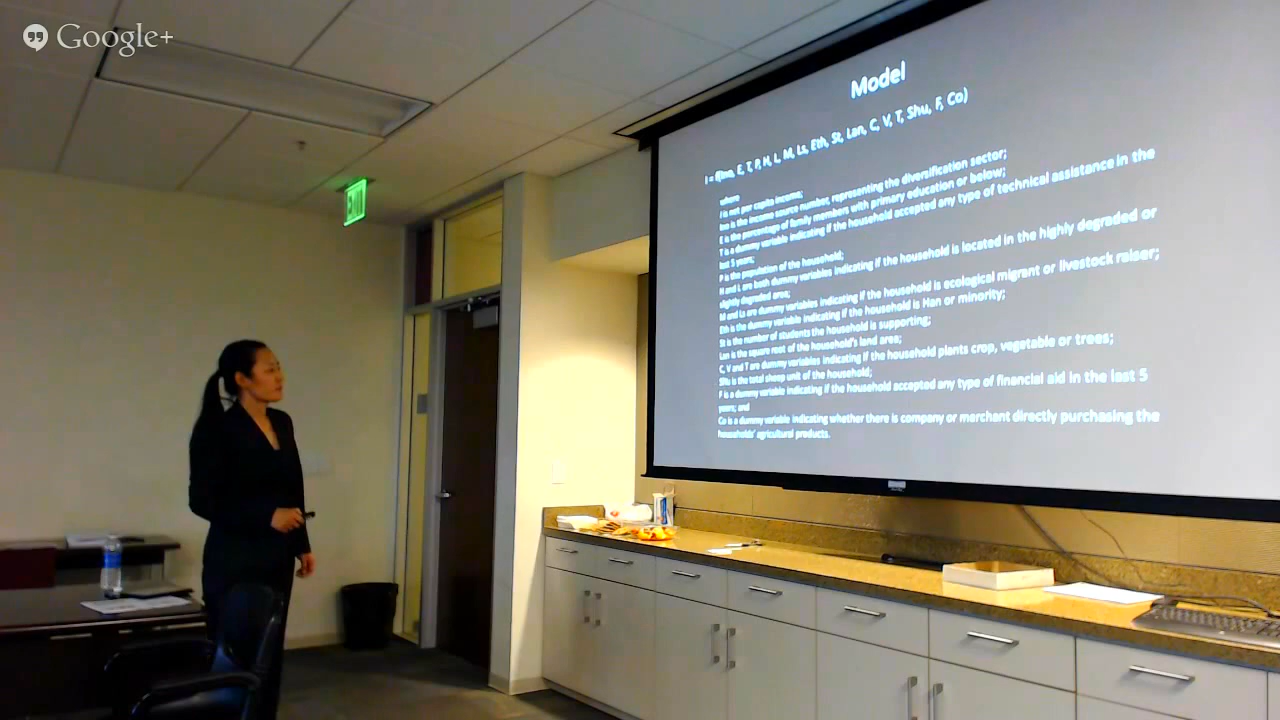 Google+
EXIT
Model
I = f(Ino, E, T, P, H, L, M, Ls, Eth, St, Lan, C, V, T, Shu, F, Co)
where
I is net per capita income;
Ino is the income source number, representing the diversification sector;
E is the percentage of family members with primary education or below;
T is a dummy variable indicating if the household accepted any type of technical assistance in the
last 5 years;
P is the population of the household;
H and L are both dummy variables indicating if the household is located in the highly degraded or
slightly degraded area;
M and Ls are dummy variables indicating if the household is ecological migrant or livestock raiser;
Eth is the dummy variable indicating if the household is Han or minority;
St is the number of students the household is supporting;
Lan is the square root of the household's land area;
C, V and T are dummy variables indicating if the household plants crop, vegetable or trees;
Shu is the total sheep unit of the household;
F is a dummy variable indicating if the household accepted any type of financial aid in the last 5
years; and
Co is a dummy variable indicating whether there is company or merchant directly purchasing the
households' agricultural products.